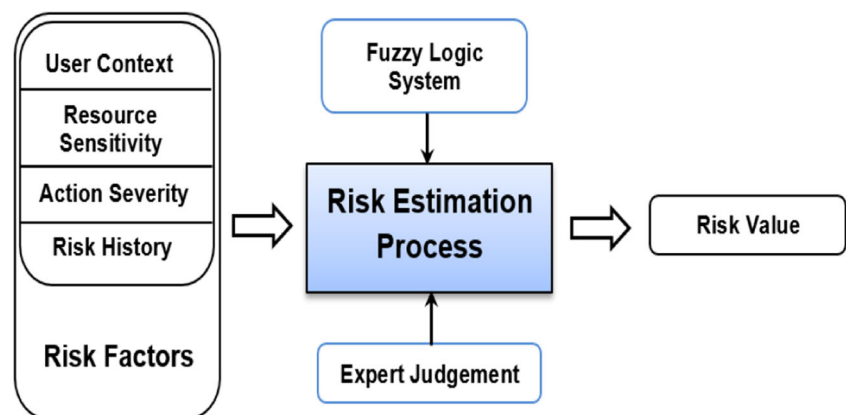 User Context
Resource
Sensitivity
Action Severity
Risk History
Risk Factors
Fuzzy Logic
System
Risk Estimation
Process
Expert Judgement
Risk Value